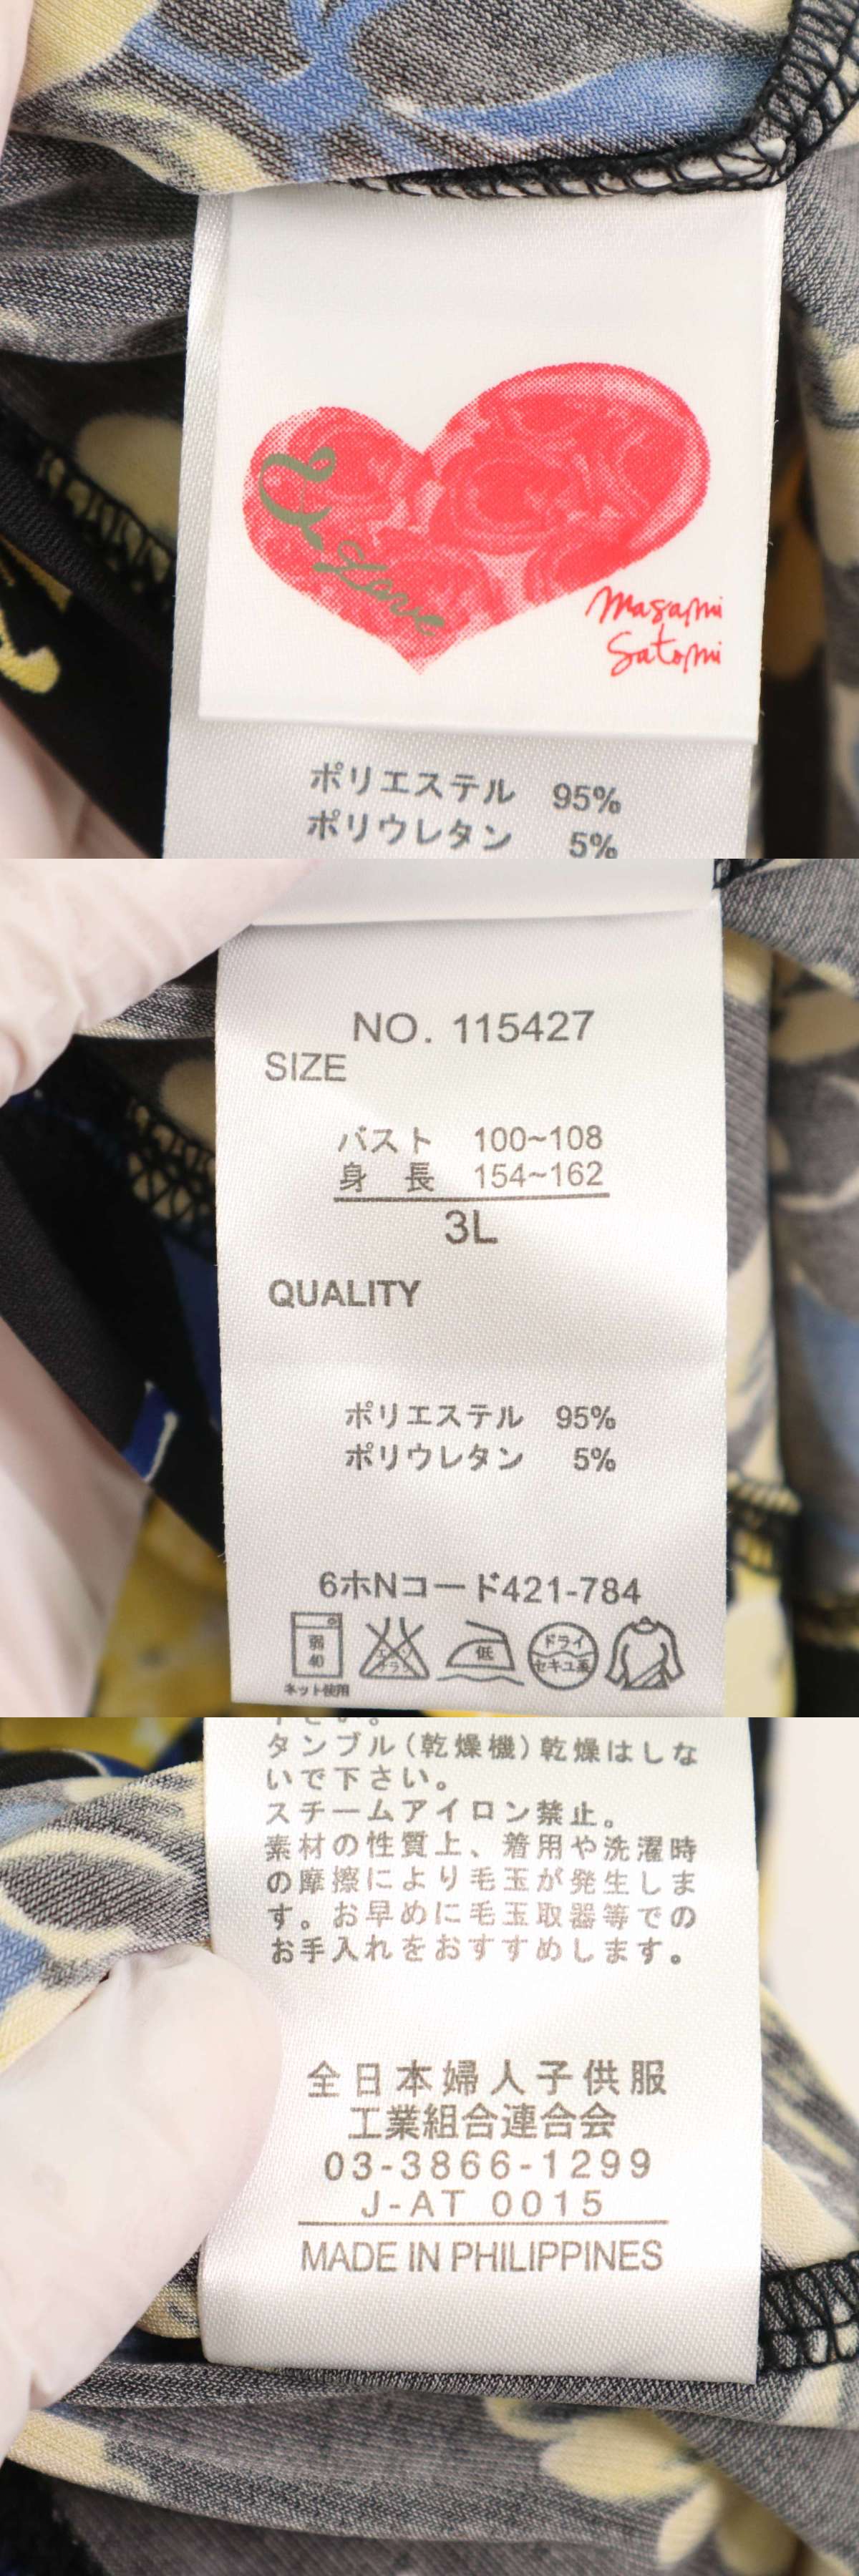 Love
Masami
Satomi
ポリエステル 95%
ポリウレタン 5%
NO. 115427
SIZE
バスト 100~108
身長 154~162
3L
QUALITY
ポリエステル 95%
ポリウレタン 5%
6ホNコード421-784
弱
40
ネット使用
低
ドライ
セキユ系
タンブル(乾燥機)乾燥はしな
いで下さい。
スチームアイロン禁止。
素材の性質上、着用や洗濯時
の摩擦により毛玉が発生しま
す。お早めに毛玉取器等での
お手入れをおすすめします。
全日本婦人子供服
工業組合連合会
03-3866-1299
J-AT 0015
MADE IN PHILIPPINES